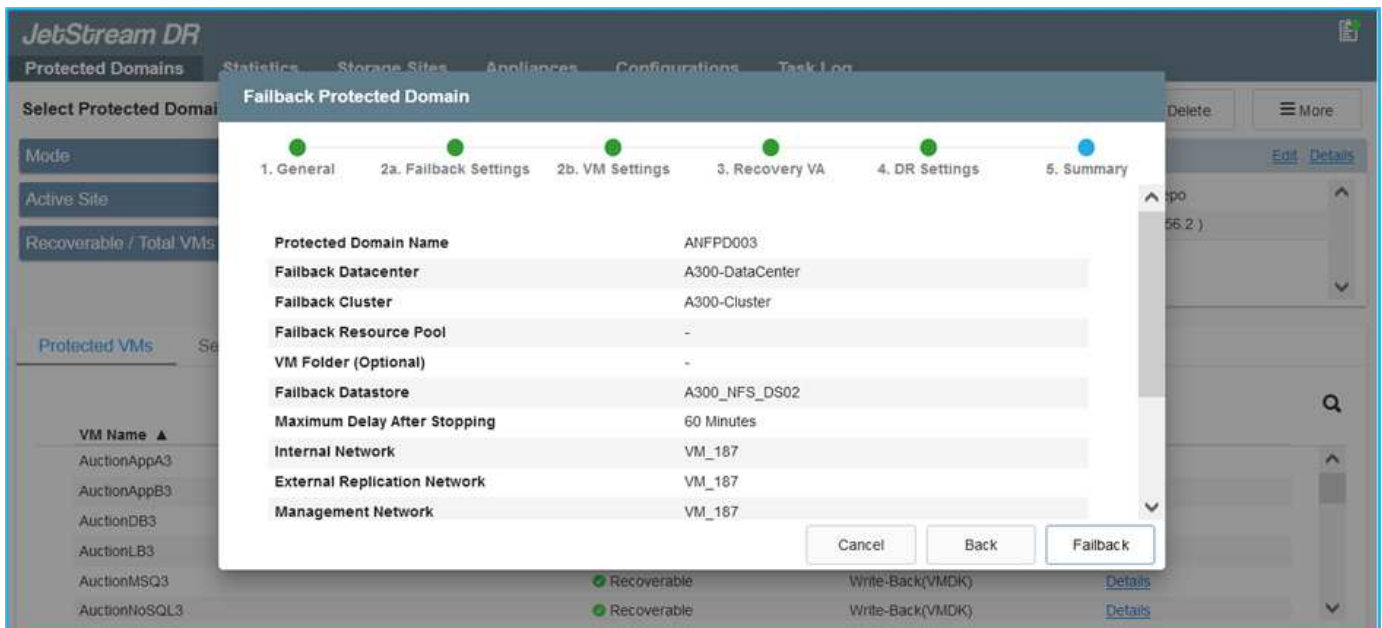 JetStream DR
Protected Domains Statistics Storage Sites Appliances Configurations Task Log
Select Protected Domai
Delete
More
Failback Protected Domain
Mode
Edit Details
1. General 2a. Failback Settings 2b. VM Settings 3. Recovery VA 4. DR Settings 5. Summary
Active Site
epo
56.2 )
Recoverable / Total VMs
Protected Domain Name ANFPD003
Failback Datacenter A300-DataCenter
Failback Cluster A300-Cluster
Failback Resource Pool -
Protected VMs Se
VM Folder (Optional) -
Failback Datastore A300_NFS_DS02
Maximum Delay After Stopping 60 Minutes
VM Name ▲
Internal Network VM_187
AuctionAppA3
External Replication Network VM_187
AuctionAppB3
Management Network VM_187
AuctionDB3
Cancel Back Failback
AuctionLB3
AuctionMSQ3 Recoverable Write-Back(VMDK) Details
AuctionNoSQL3 Recoverable Write-Back(VMDK) Details